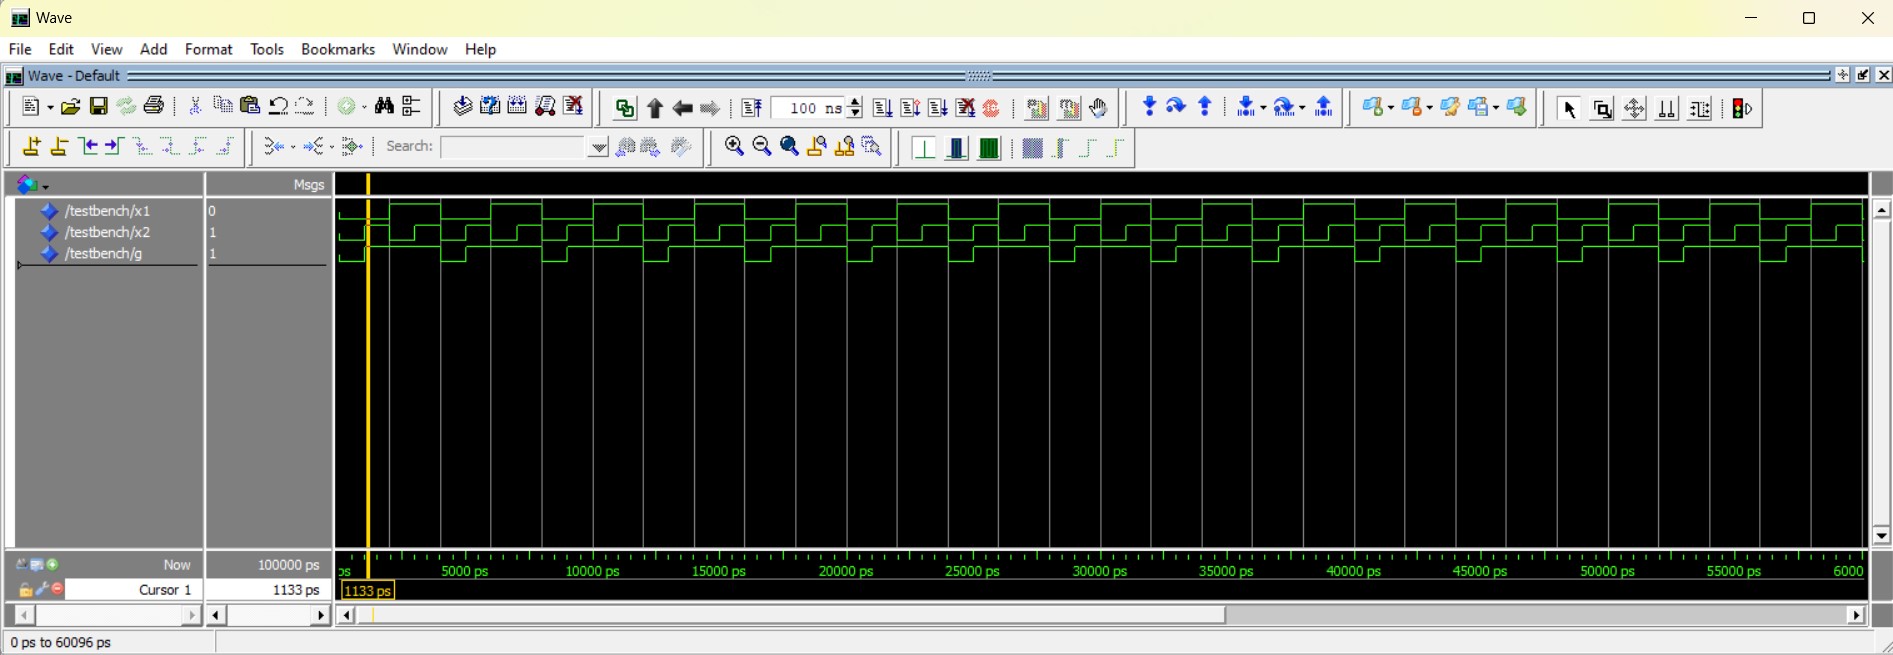 Wave
File Edit View Add Format Tools Bookmarks Window Help
Wave - Default
100 ns
Search:
Msgs
/testbench/x1 0
/testbench/x2 1
/testbench/g 1
Now 100000 ps
ps 5000 ps 10000 ps 15000 ps 20000 ps 25000 ps 30000 ps 35000 ps 40000 ps 45000 ps 50000 ps 55000 ps 6000
Cursor 1 1133 ps
1133 ps
0 ps to 60096 ps